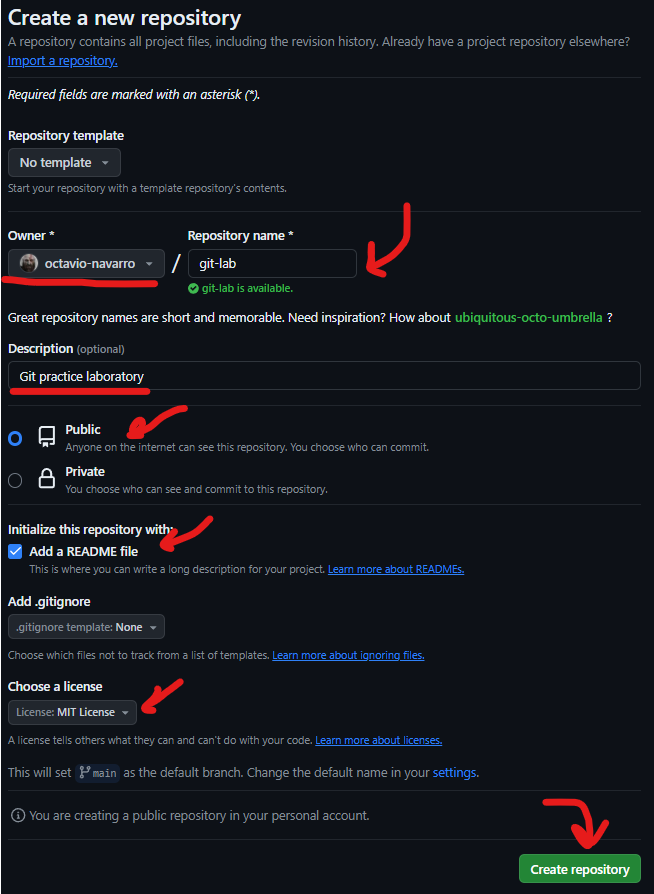 Create a new repository
A repository contains all project files, including the revision history. Already have a project repository elsewhere?
Import a repository.
Required fields are marked with an asterisk (*).
Repository template
No template
Start your repository with a template repository's contents.
Owner *
Repository name *
octavio-navarro
/
git-lab
git-lab is available.
Great repository names are short and memorable. Need inspiration? How about ubiquitous-octo-umbrella ?
Description (optional)
Git practice laboratory
Public
Anyone on the internet can see this repository. You choose who can commit.
Private
You choose who can see and commit to this repository.
Initialize this repository with:
Add a README file
This is where you can write a long description for your project. Learn more about READMEs.
Add .gitignore
.gitignore template: None
Choose which files not to track from a list of templates. Learn more about ignoring files.
Choose a license
License: MIT License
A license tells others what they can and can't do with your code. Learn more about licenses.
This will set main as the default branch. Change the default name in your settings.
You are creating a public repository in your personal account.
Create repository